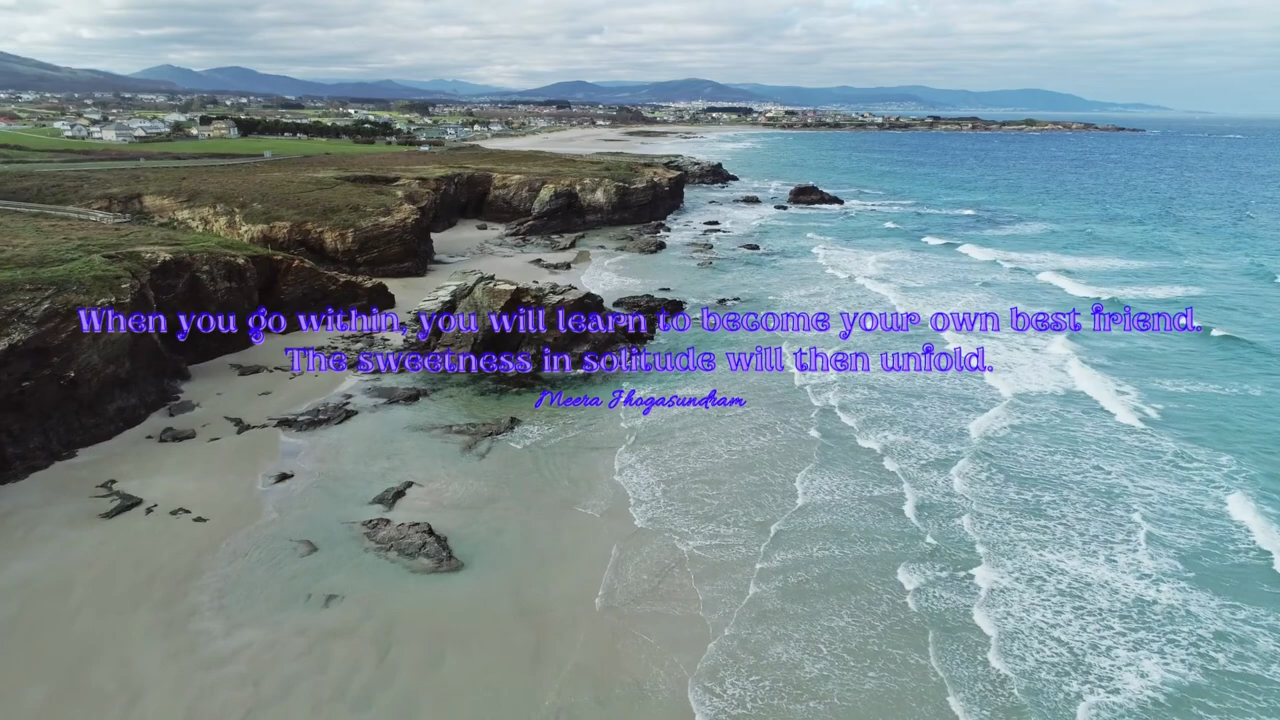 When you go within, you will learn to become your own best friend.
The sweetness in solitude will then unfold.
Meera Jhogasundram